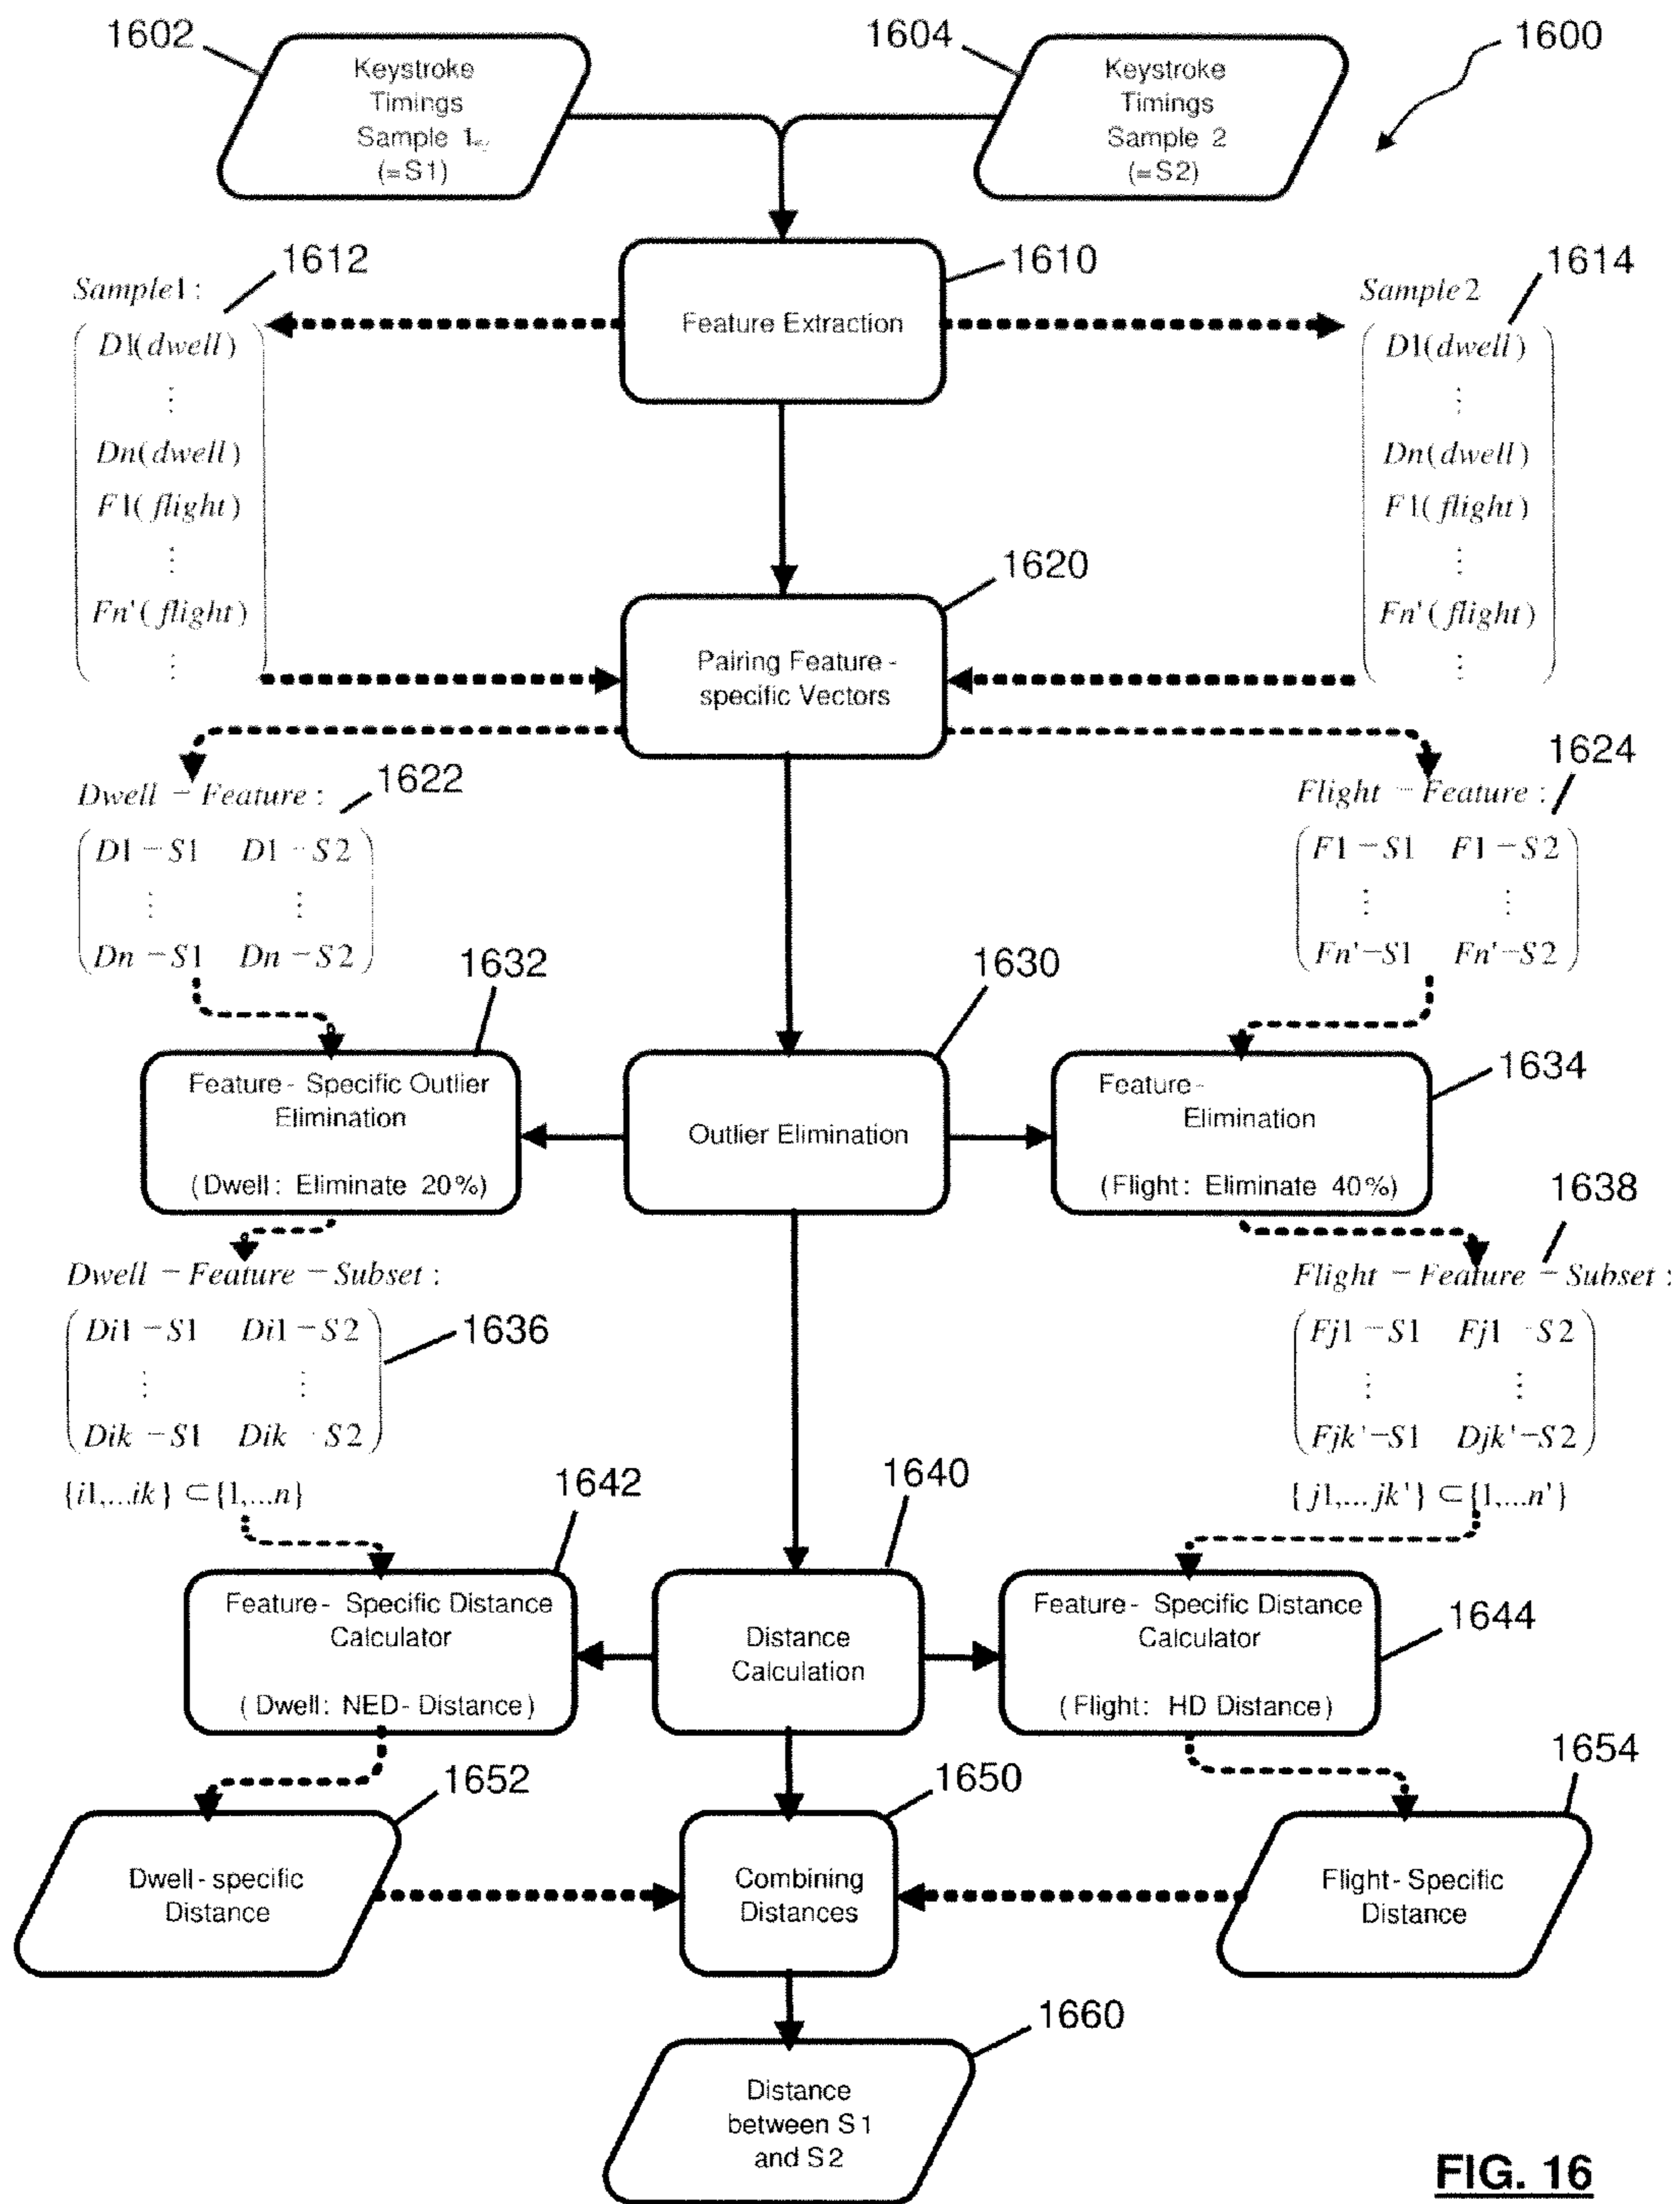 1602
1604
1600
Keystroke
Timings
Sample 1
(=S1)
Keystroke
Timings
Sample 2
(=S2)
1612
1610
1614
Sample1:
Feature Extraction
Sample2
D1(dwell)
⋮
Dn(dwell)
F1(flight)
⋮
Fn'(flight)
⋮
D1(dwell)
⋮
Dn(dwell)
F1(flight)
⋮
Fn'(flight)
⋮
1620
Pairing Feature-
specific Vectors
1622
1624
Dwell – Feature:
D1 – S1 D1 – S2
⋮ ⋮
Dn – S1 Dn – S2
Flight – Feature:
F1 – S1 F1 – S2
⋮ ⋮
Fn'–S1 Fn'–S2
1632
1630
1634
Feature- Specific Outlier
Elimination
(Dwell: Eliminate 20%)
Outlier Elimination
Feature-
Elimination
(Flight: Eliminate 40%)
1638
Dwell – Feature – Subset:
Di1 – S1 Di1 – S2
⋮ ⋮
Dik – S1 Dik – S2
{i1,...ik} ⊂{1,...n}
1636
Flight – Feature – Subset:
Fj1 – S1 Fj1 – S2
⋮ ⋮
Fjk'–S1 Djk'–S2
{j1,...jk'} ⊂{1,...n'}
1642
1640
1644
Feature- Specific Distance
Calculator
(Dwell: NED- Distance)
Distance
Calculation
Feature- Specific Distance
Calculator
(Flight: HD Distance)
1652
1650
1654
Dwell-specific
Distance
Combining
Distances
Flight-Specific
Distance
1660
Distance
between S1
and S2
FIG. 16